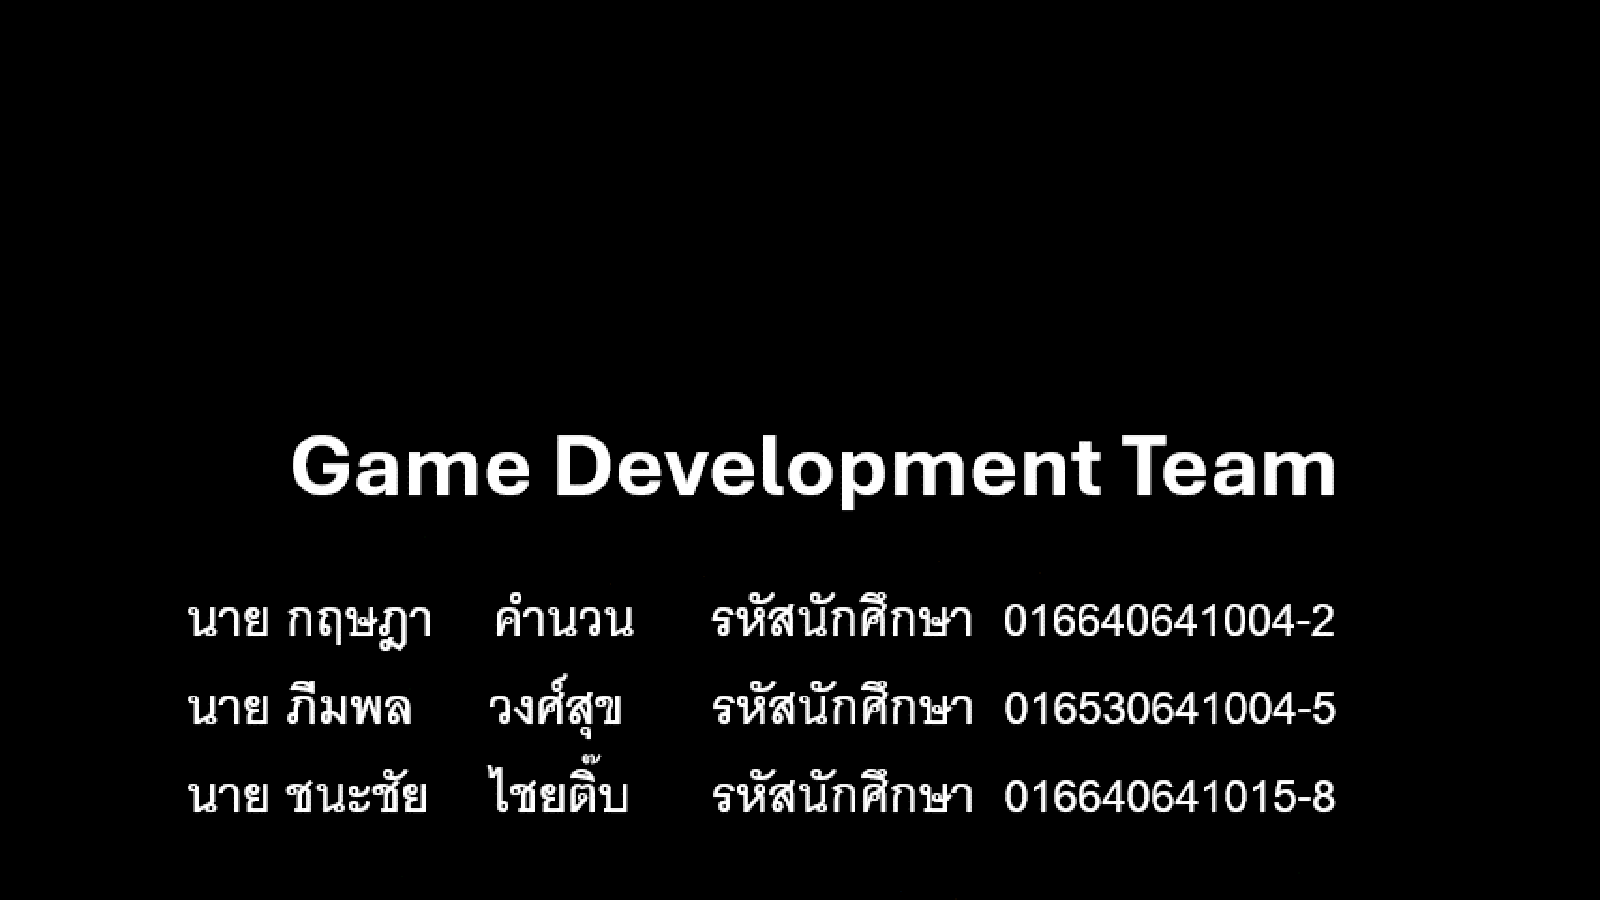 Game Development Team
นาย กฤษฎา คำนวน รหัสนักศึกษา 016640641004-2
นาย ภีมพล วงศ์สุข รหัสนักศึกษา 016530641004-5
นาย ชนะชัย ไชยติ๊บ รหัสนักศึกษา 016640641015-8